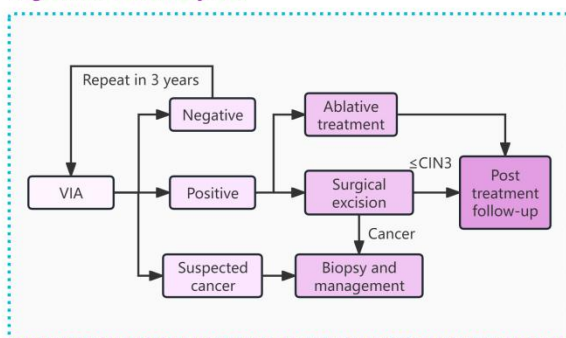 Repeat in 3 years
Negative
Ablative
treatment
VIA
Positive
Surgical
excision
≤CIN3
Post
treatment
follow-up
Cancer
Suspected
cancer
Biopsy and
management